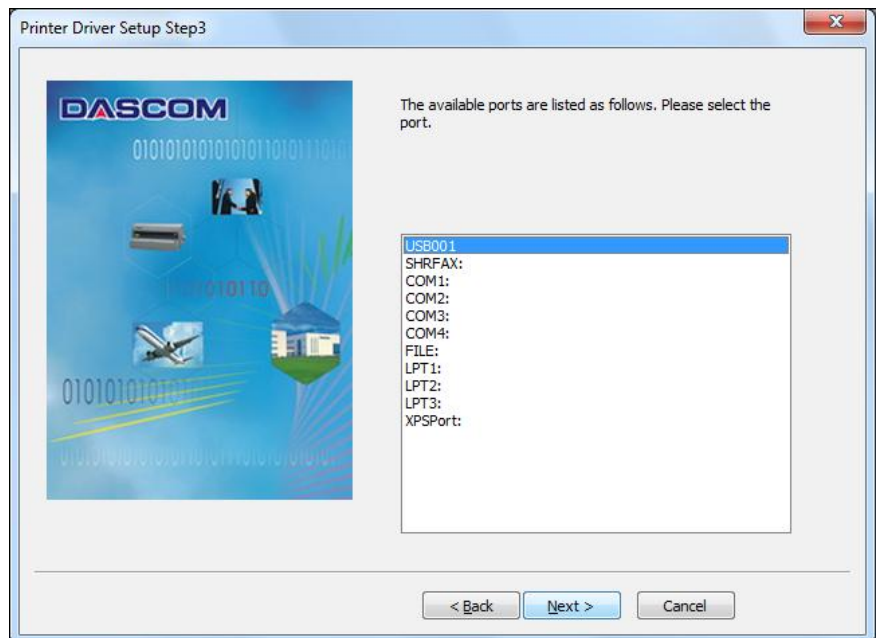 Printer Driver Setup Step3
DASCOM
010101010101010110101110101
The available ports are listed as follows. Please select the
port.
USB001
SHRFAX:
COM1:
COM2:
COM3:
COM4:
FILE:
LPT1:
LPT2:
LPT3:
XPSPort:
< Back
Next >
Cancel